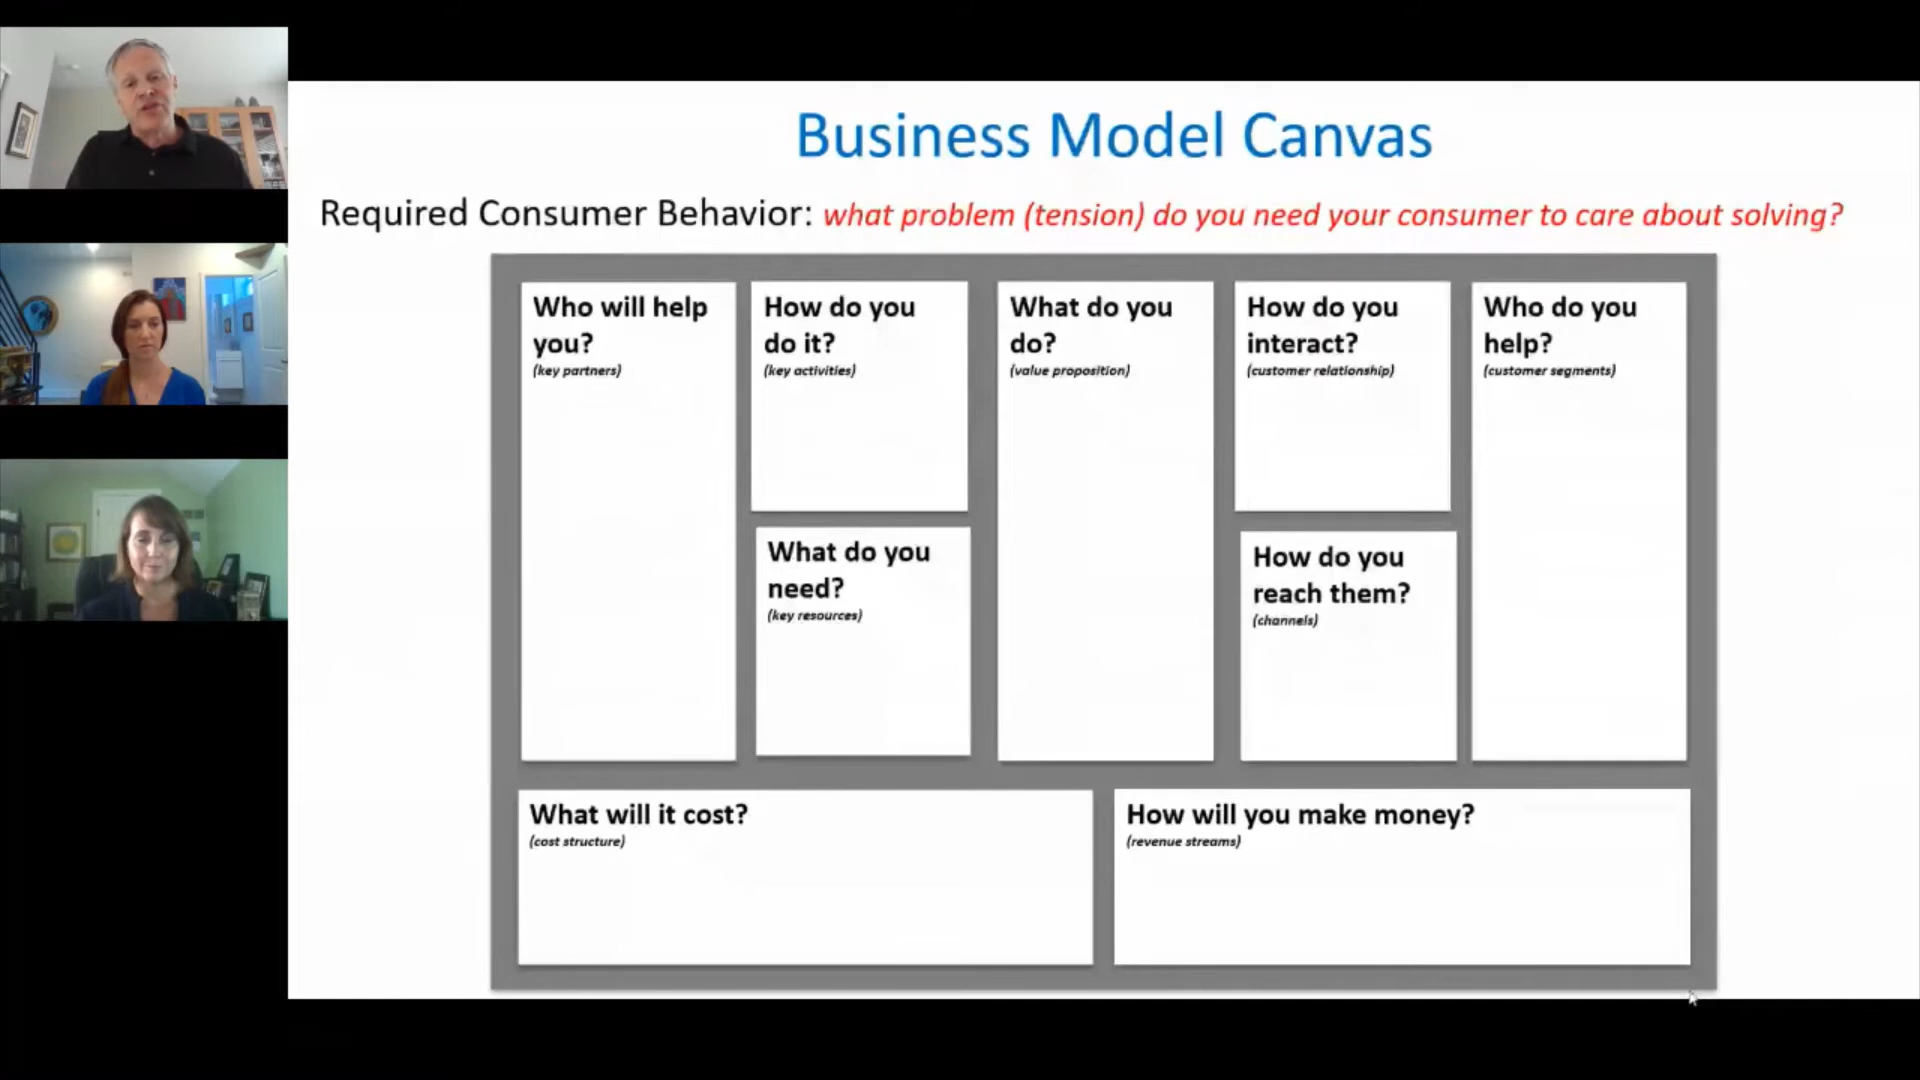 Business Model Canvas
Required Consumer Behavior: what problem (tension) do you need your consumer to care about solving?
Who will help
you?
(key partners)
How do you
do it?
(key activities)
What do you
need?
(key resources)
What do you
do?
(value proposition)
How do you
interact?
(customer relationship)
How do you
reach them?
(channels)
Who do you
help?
(customer segments)
What will it cost?
(cost structure)
How will you make money?
(revenue streams)